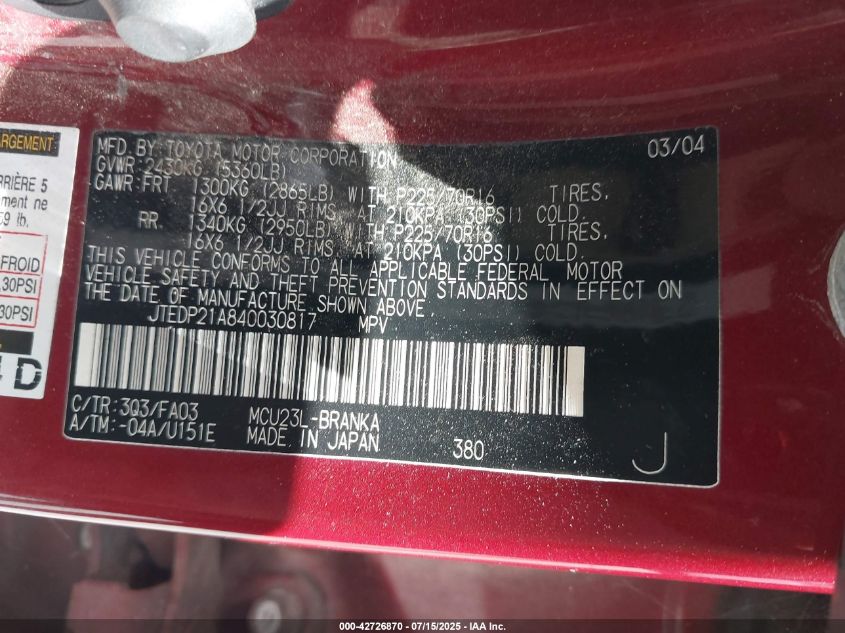 ARGEMENT
RIÈRE 5
ne
59 lb.
FROID
30PSI
30PSI
D
MFD. BY TOYOTA MOTOR CORPORATION 03/04
GVWR: 2430KG (5360LB)
GAWR:FRT 1300KG (2865LB) WITH P225/70R16 TIRES,
16X6 1/2JJ RIMS, AT 210KPA (30PSI) COLD.
RR 1340KG (2950LB) WITH P225/70R16 TIRES,
16X6 1/2JJ RIMS, AT 210KPA (30PSI) COLD.
THIS VEHICLE CONFORMS TO ALL APPLICABLE FEDERAL MOTOR
VEHICLE SAFETY AND THEFT PREVENTION STANDARDS IN EFFECT ON
THE DATE OF MANUFACTURE SHOWN ABOVE
JTEDP21A840030817 MPV
C/TR:3Q3/FA03 MCU23L-BRANKA
A/TM:-04A/U151E MADE IN JAPAN 380 J
000-42726870 - 07/15/2025 - IAA Inc.